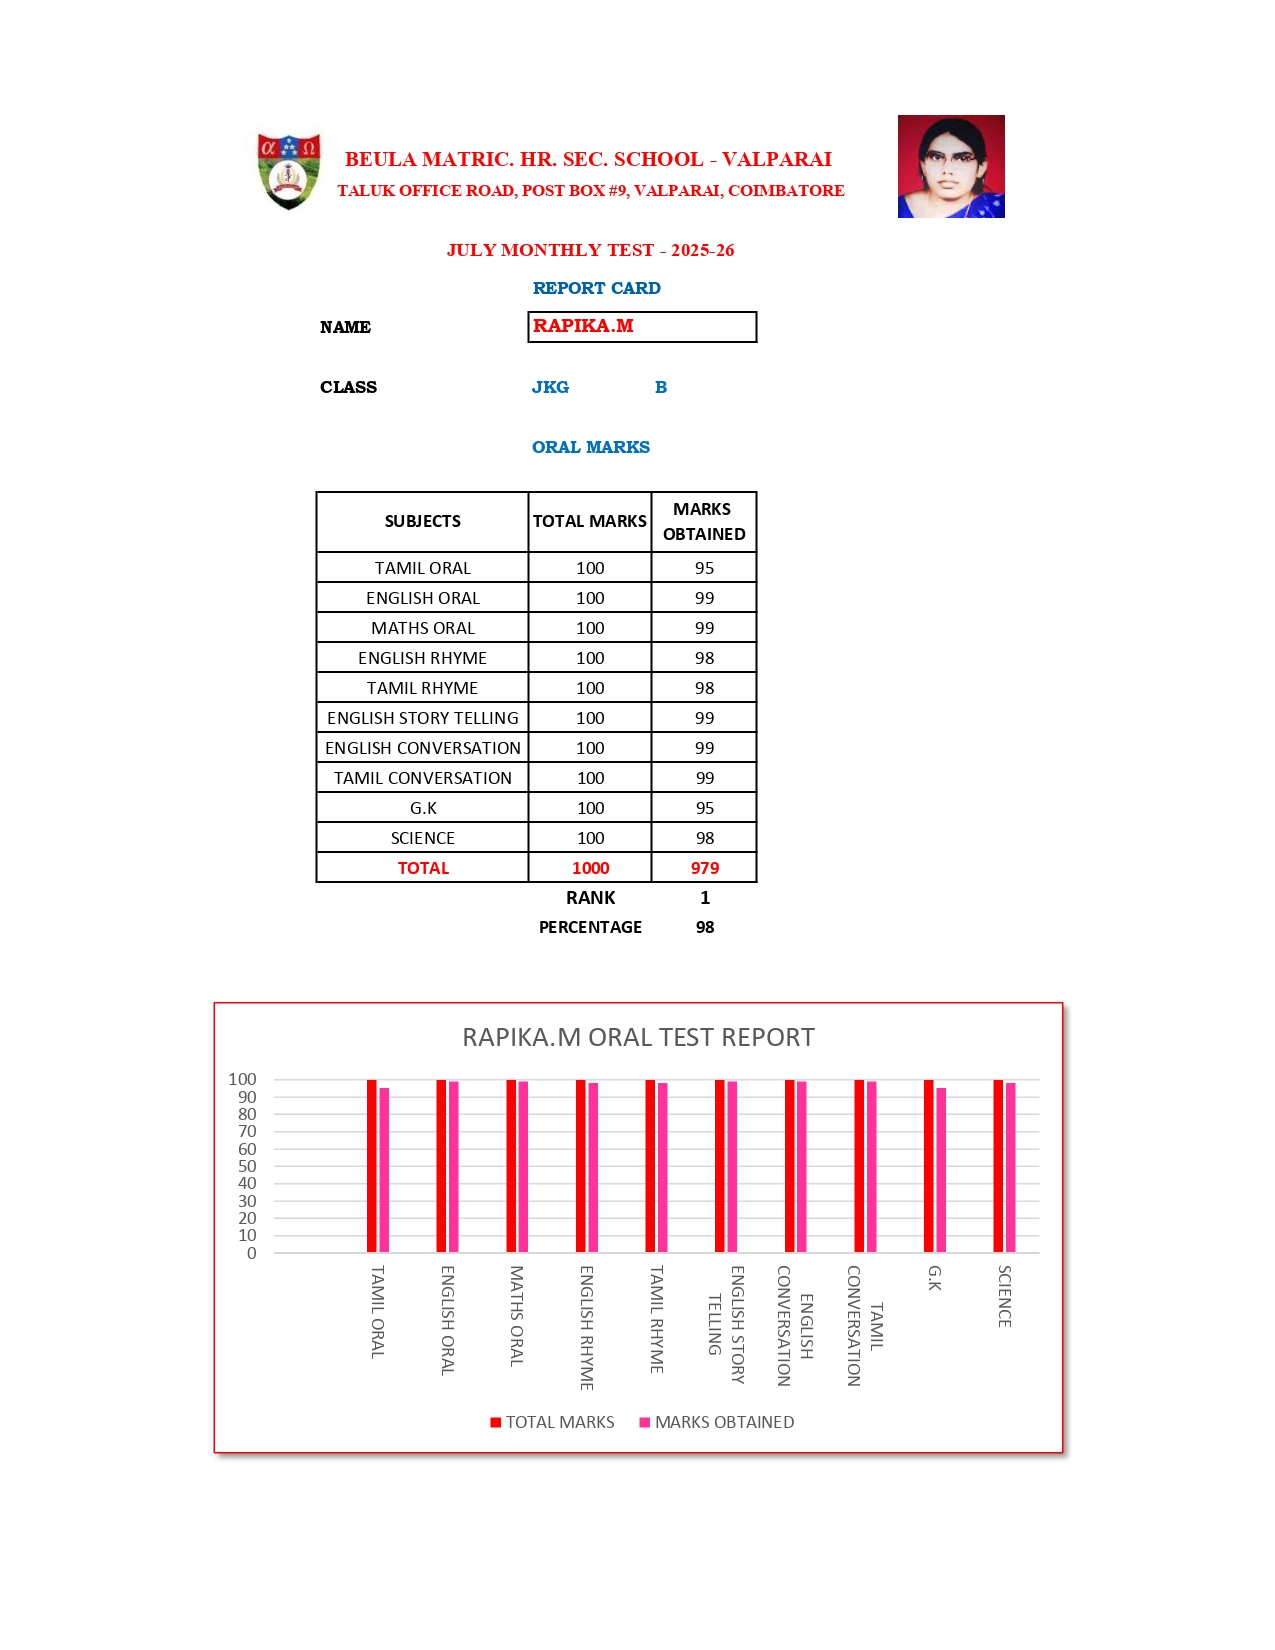 α Ω
BEULA MATRIC. HR. SEC. SCHOOL - VALPARAI
TALUK OFFICE ROAD, POST BOX #9, VALPARAI, COIMBATORE
JULY MONTHLY TEST - 2025-26
REPORT CARD
NAME RAPIKA.M
CLASS JKG B
ORAL MARKS
SUBJECTS TOTAL MARKS MARKS OBTAINED
TAMIL ORAL 100 95
ENGLISH ORAL 100 99
MATHS ORAL 100 99
ENGLISH RHYME 100 98
TAMIL RHYME 100 98
ENGLISH STORY TELLING 100 99
ENGLISH CONVERSATION 100 99
TAMIL CONVERSATION 100 99
G.K 100 95
SCIENCE 100 98
TOTAL 1000 979
RANK 1
PERCENTAGE 98
RAPIKA.M ORAL TEST REPORT
100
90
80
70
60
50
40
30
20
10
0
TAMIL ORAL
ENGLISH ORAL
MATHS ORAL
ENGLISH RHYME
TAMIL RHYME
ENGLISH STORY
TELLING
ENGLISH
CONVERSATION
TAMIL
CONVERSATION
G.K
SCIENCE
TOTAL MARKS MARKS OBTAINED